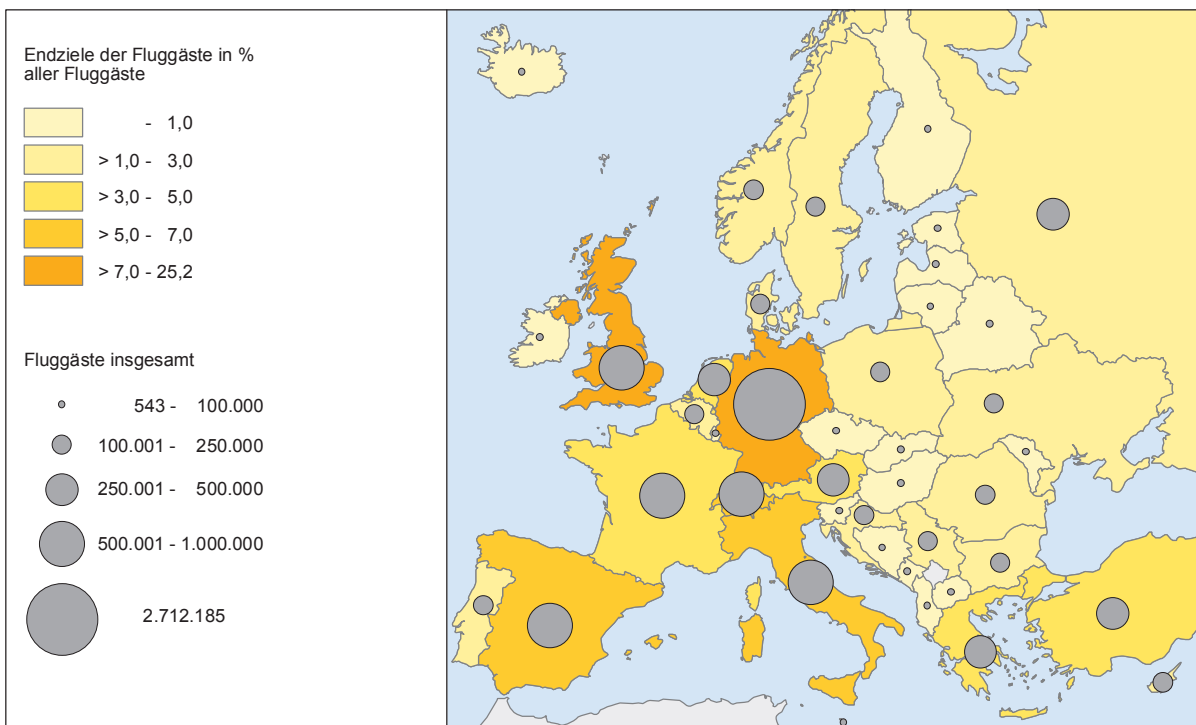 Endziele der Fluggäste in %
aller Fluggäste
- 1,0
> 1,0 - 3,0
> 3,0 - 5,0
> 5,0 - 7,0
> 7,0 - 25,2
Fluggäste insgesamt
543 - 100.000
100.001 - 250.000
250.001 - 500.000
500.001 - 1.000.000
2.712.185